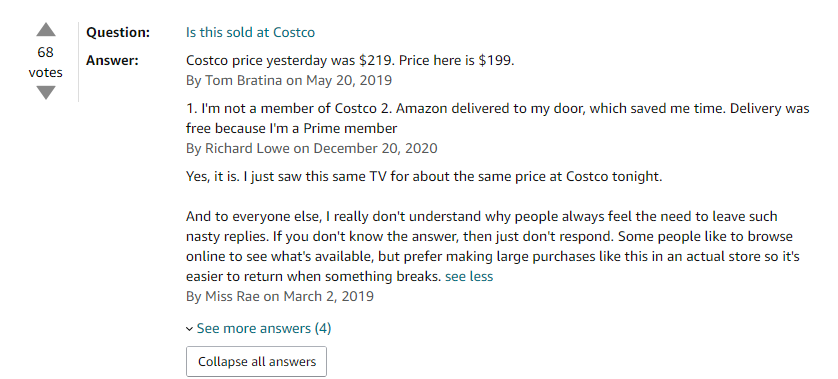 Question: Is this sold at Costco
68
votes
Answer: Costco price yesterday was $219. Price here is $199.
By Tom Bratina on May 20, 2019
1. I'm not a member of Costco 2. Amazon delivered to my door, which saved me time. Delivery was
free because I'm a Prime member
By Richard Lowe on December 20, 2020
Yes, it is. I just saw this same TV for about the same price at Costco tonight.
And to everyone else, I really don't understand why people always feel the need to leave such
nasty replies. If you don't know the answer, then just don't respond. Some people like to browse
online to see what's available, but prefer making large purchases like this in an actual store so it's
easier to return when something breaks. see less
By Miss Rae on March 2, 2019
See more answers (4)
Collapse all answers